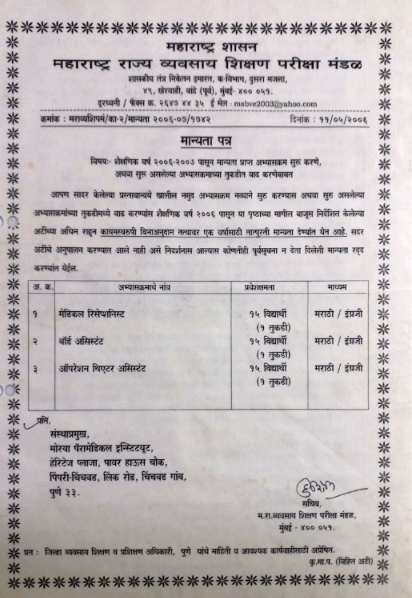 महाराष्ट्र शासन
महाराष्ट्र राज्य व्यवसाय शिक्षण परीक्षा मंडळ
शासकीय तंत्र निकेतन इमारत, क-विभाग, दुसरा मजला,
४९, खेरवाडी, वांद्रे (पूर्व), मुंबई- ४०० ०५१.
दूरध्वनी / फॅक्स क्र. २६४७ ४४ ३५ ई मेल : msbve2003@yahoo.com
क्रमांक : मराव्यशिपमं/का-२/मान्यता २००६-०७/१७४२ दिनांक : ११/०५/२००६
मान्यता पत्र
विषयः- शैक्षणिक वर्ष २००६-२००७ पासून मान्यता प्राप्त अभ्यासक्रम सुरु करणे,
अथवा सुरु असलेल्या अभ्यासक्रमाच्या तुकडीत वाढ करणेबाबत
आपण सादर केलेल्या प्रस्तावान्वये खालील नमुद अभ्यासक्रम नव्याने सुरु करण्यास अथवा सुरु असलेल्या
अभ्यासक्रमांच्या तुकडीमध्ये वाढ करण्यास शैक्षणिक वर्ष २००६ पासून या पृष्ठाच्या मागील बाजूस निर्देशित केलेल्या
अटींच्या अधिन राहून कायमस्वरुपी विनाअनुदान तत्वावर एक वर्षासाठी तात्पुरती मान्यता देण्यांत येत आहे. सदर
अटींचे अनुपालन करण्यात आले नाही असे निदर्शनास आल्यास कोणतीही पूर्वसूचना न देता दिलेली मान्यता रद्द
करण्यांत येईल.
अ. क्र. अभ्यासक्रमाचे नांव प्रवेशक्षमता माध्यम
१ मेडिकल रिसेप्शनिस्ट १५ विद्यार्थी मराठी / इंग्रजी
(१ तुकडी)
२ वॉर्ड असिस्टंट १५ विद्यार्थी मराठी / इंग्रजी
(१ तुकडी)
३ ऑपरेशन थिएटर असिस्टंट १५ विद्यार्थी मराठी / इंग्रजी
(१ तुकडी)
प्रति,
संस्थाप्रमुख,
मोरया पॅरामेडिकल इन्स्टिटयूट,
हेरिटेज प्लाजा, पावर हाऊस चौक,
पिंपरी-चिंचवड, लिंक रोड, चिंचवड गांव,
पुणे ३३.
सचिव,
म.रा.व्यवसाय शिक्षण परीक्षा मंडळ,
मुंबई - ४०० ०५१.
प्रत : जिल्हा व्यवसाय शिक्षण व प्रशिक्षण अधिकारी, पुणे यांचे माहिती व आवश्यक कार्यवाहीसाठी अग्रेषित.
कृ.मा.प. (विहित अटी)